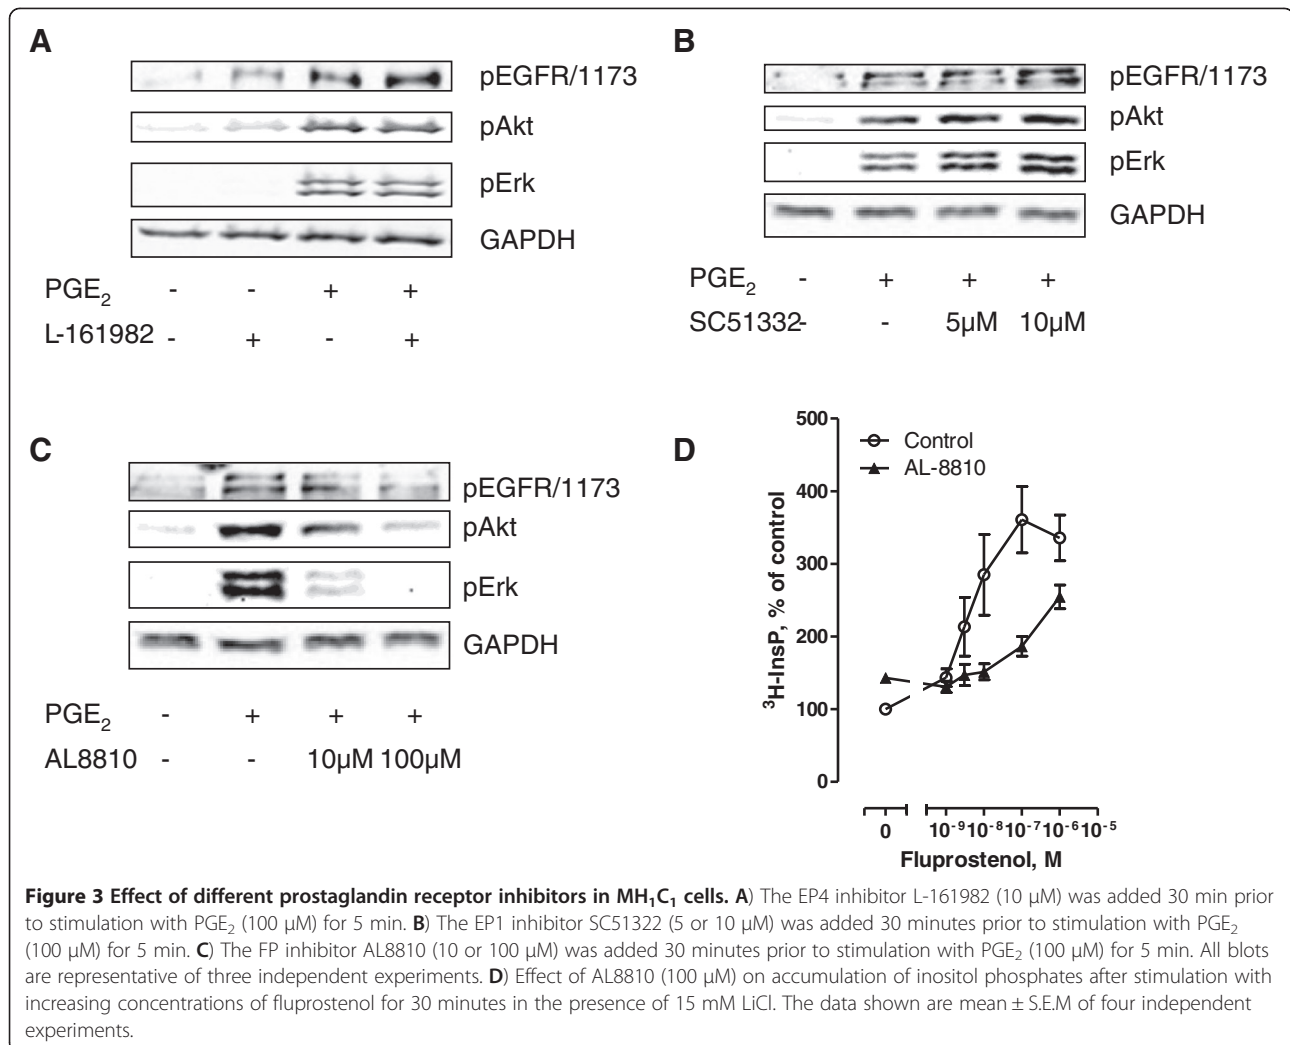 A
pEGFR/1173
pAkt
pErk
GAPDH
PGE₂ - - + +
L-161982 - + - +
B
pEGFR/1173
pAkt
pErk
GAPDH
PGE₂ - + + +
SC51332 - - 5µM 10µM
C
pEGFR/1173
pAkt
pErk
GAPDH
PGE₂ - + + +
AL8810 - - 10µM 100µM
D
Control
AL-8810
³H-InsP, % of control
500
400
300
200
100
0
0 10⁻⁹ 10⁻⁸ 10⁻⁷ 10⁻⁶ 10⁻⁵
Fluprostenol, M
Figure 3 Effect of different prostaglandin receptor inhibitors in MH₁C₁ cells. A) The EP4 inhibitor L-161982 (10 µM) was added 30 min prior
to stimulation with PGE₂ (100 µM) for 5 min. B) The EP1 inhibitor SC51322 (5 or 10 µM) was added 30 minutes prior to stimulation with PGE₂
(100 µM) for 5 min. C) The FP inhibitor AL8810 (10 or 100 µM) was added 30 minutes prior to stimulation with PGE₂ (100 µM) for 5 min. All blots
are representative of three independent experiments. D) Effect of AL8810 (100 µM) on accumulation of inositol phosphates after stimulation with
increasing concentrations of fluprostenol for 30 minutes in the presence of 15 mM LiCl. The data shown are mean ± S.E.M of four independent
experiments.